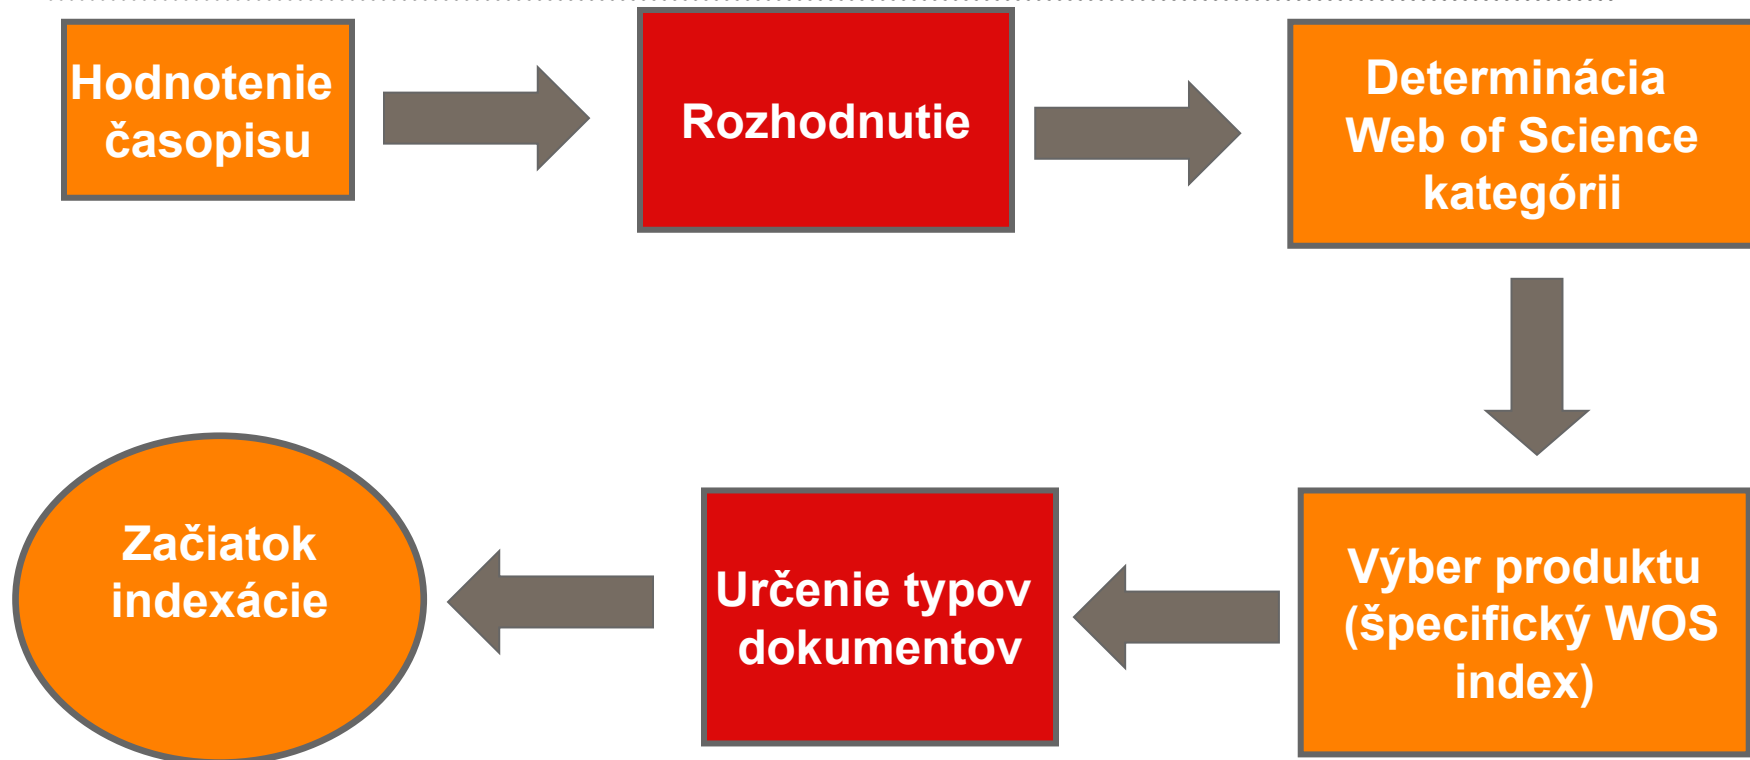 Hodnotenie
časopisu
Rozhodnutie
Determinácia
Web of Science
kategórii
Výber produktu
(špecifický WOS
index)
Určenie typov
dokumentov
Začiatok
indexácie